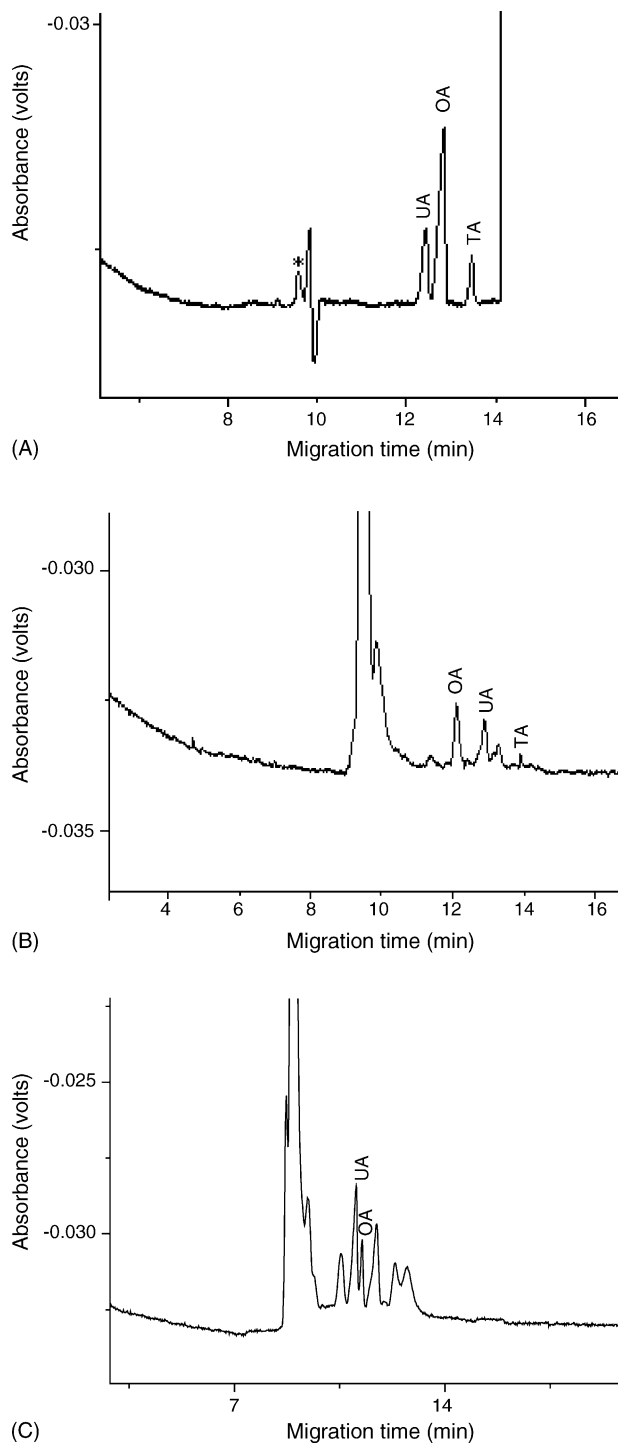 -0.03
Absorbance (volts)
*
UA
OA
TA
8 10 12 14 16
Migration time (min)
(A)
-0.030
-0.035
Absorbance (volts)
OA
UA
TA
4 6 8 10 12 14 16
Migration time (min)
(B)
-0.025
-0.030
Absorbance (volts)
UA
OA
7 14
Migration time (min)
(C)